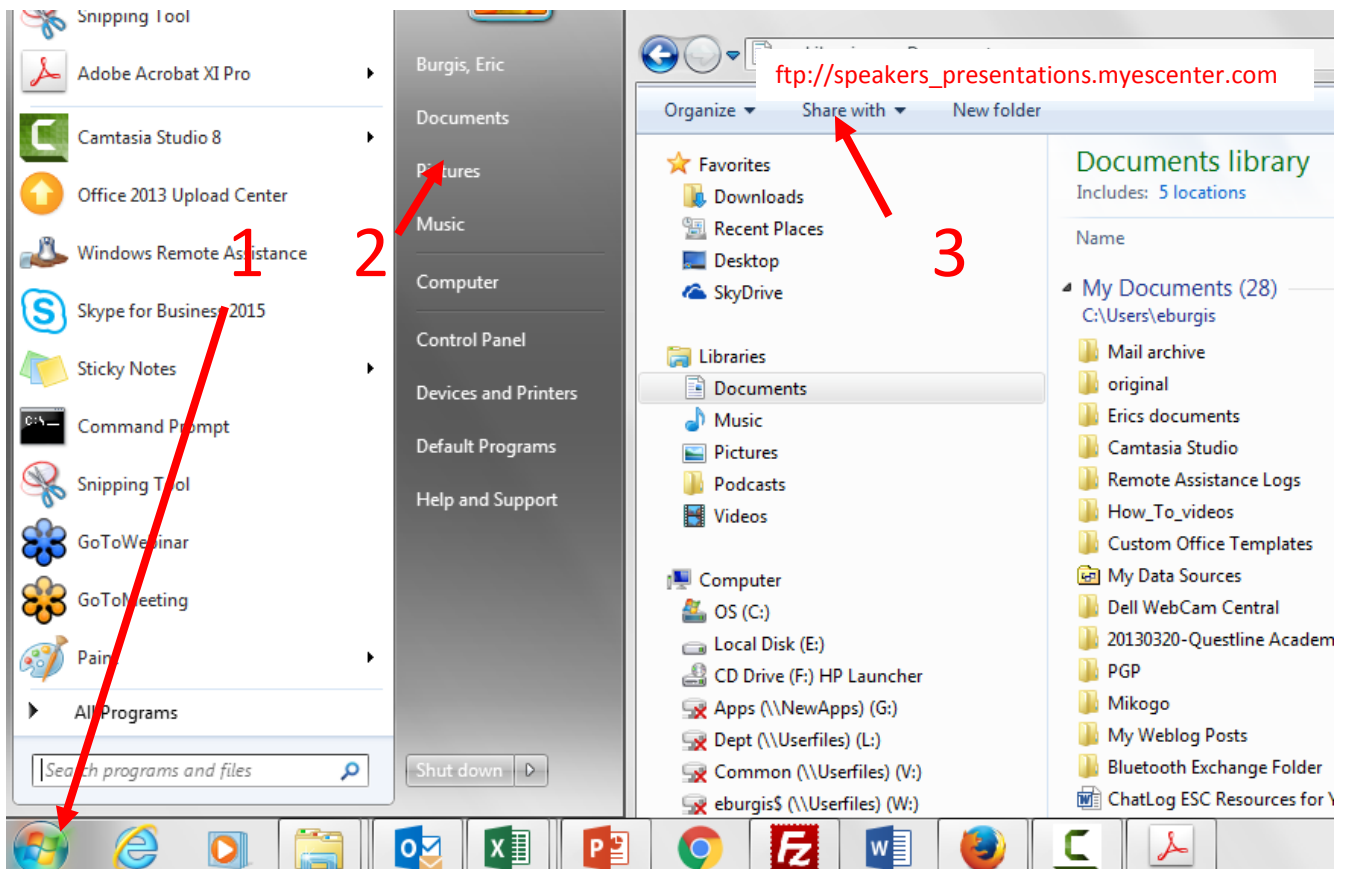 Snipping Tool
Adobe Acrobat XI Pro
Camtasia Studio 8
Office 2013 Upload Center
Windows Remote Assistance
Skype for Business 2015
Sticky Notes
Command Prompt
Snipping Tool
GoToWebinar
GoToMeeting
Paint
All Programs
Search programs and files
1
Burgis, Eric
Documents
Pictures
Music
Computer
Control Panel
Devices and Printers
Default Programs
Help and Support
Shut down
2
ftp://speakers_presentations.myescenter.com
Organize Share with New folder
3
Favorites
Downloads
Recent Places
Desktop
SkyDrive
Libraries
Documents
Music
Pictures
Podcasts
Videos
Computer
OS (C:)
Local Disk (E:)
CD Drive (F:) HP Launcher
Apps (\\NewApps) (G:)
Dept (\\Userfiles) (L:)
Common (\\Userfiles) (V:)
eburgis$ (\\Userfiles) (W:)
Documents library
Includes: 5 locations
Name
My Documents (28)
C:\Users\eburgis
Mail archive
original
Erics documents
Camtasia Studio
Remote Assistance Logs
How_To_videos
Custom Office Templates
My Data Sources
Dell WebCam Central
20130320-Questline Academ
PGP
Mikogo
My Weblog Posts
Bluetooth Exchange Folder
ChatLog ESC Resources for Y